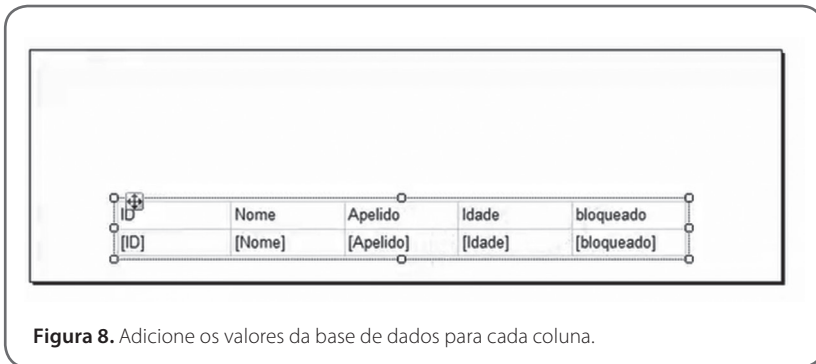 ID Nome Apelido Idade bloqueado
[ID] [Nome] [Apelido] [Idade] [bloqueado]
Figura 8. Adicione os valores da base de dados para cada coluna.